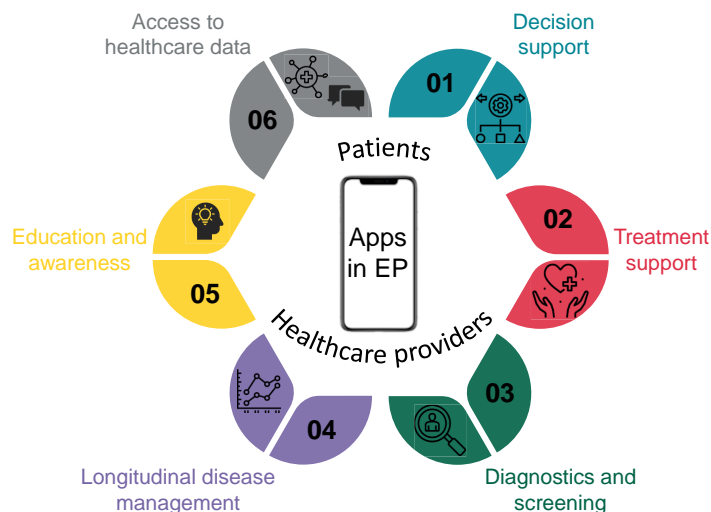 Access to
healthcare data
06
Decision
support
01
Patients
Apps
in EP
Healthcare providers
02
Treatment
support
03
Diagnostics and
screening
04
Longitudinal disease
management
05
Education and
awareness